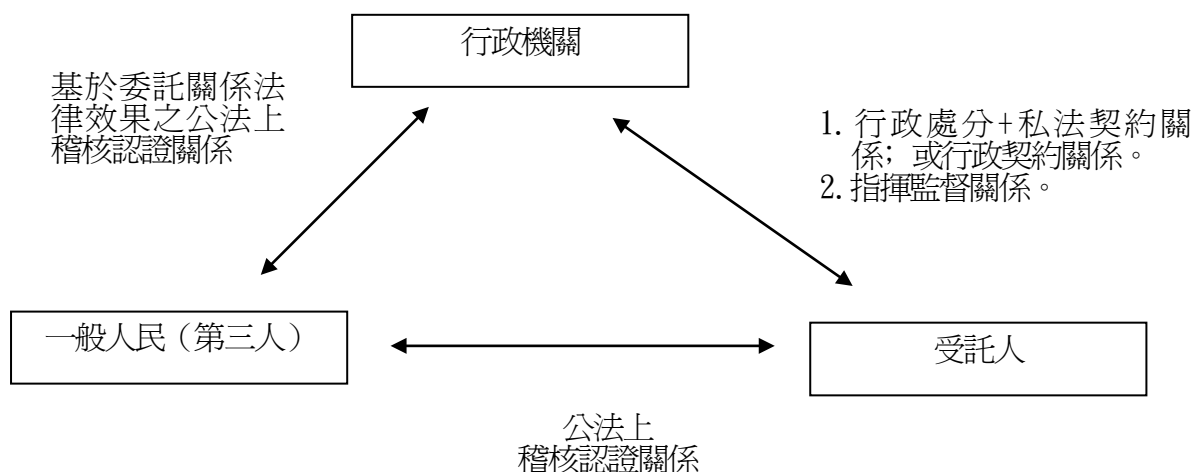 行政機關
基於委託關係法
律效果之公法上
稽核認證關係
1. 行政處分+私法契約關
係；或行政契約關係。
2. 指揮監督關係。
一般人民（第三人）
受託人
公法上
稽核認證關係